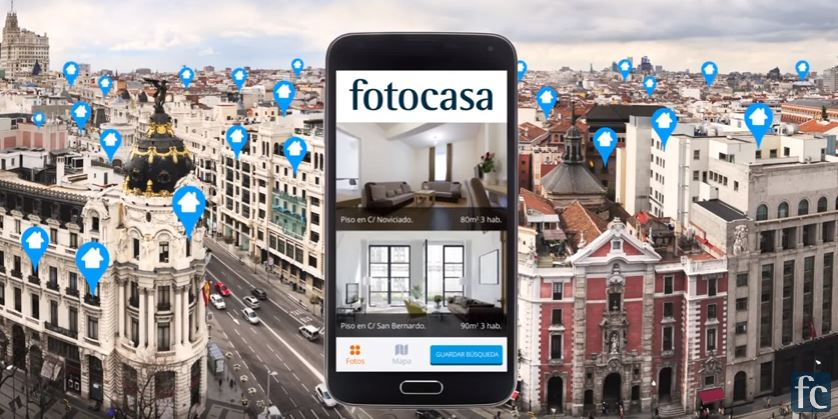 fotocasa
Piso en C/ Noviciado. 80m² 3 hab.
Piso en C/ San Bernardo. 90m² 3 hab.
Fotos Mapa GUARDAR BÚSQUEDA
fc